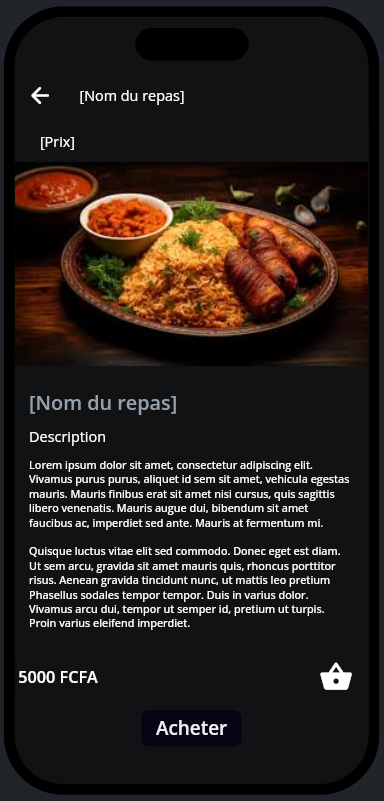 [Nom du repas]
[Prix]
[Nom du repas]
Description
Lorem ipsum dolor sit amet, consectetur adipiscing elit.
Vivamus purus purus, aliquet id sem sit amet, vehicula egestas
mauris. Mauris finibus erat sit amet nisi cursus, quis sagittis
libero venenatis. Mauris augue dui, bibendum sit amet
faucibus ac, imperdiet sed ante. Mauris at fermentum mi.
Quisque luctus vitae elit sed commodo. Donec eget est diam.
Ut sem arcu, gravida sit amet mauris quis, rhoncus porttitor
risus. Aenean gravida tincidunt nunc, ut mattis leo pretium
Phasellus sodales tempor tempor. Duis in varius dolor.
Vivamus arcu dui, tempor ut semper id, pretium ut turpis.
Proin varius eleifend imperdiet.
5000 FCFA
Acheter